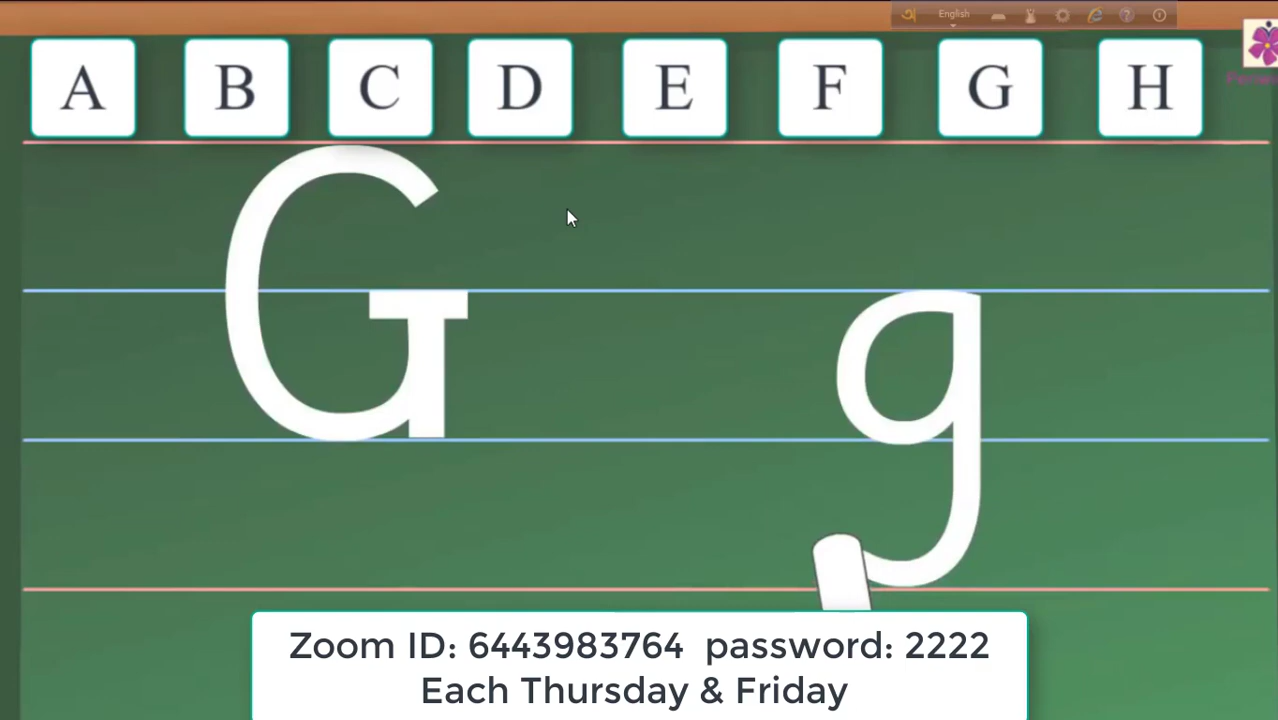 English
A B C D E F G H
G g
Zoom ID: 6443983764 password: 2222
Each Thursday & Friday